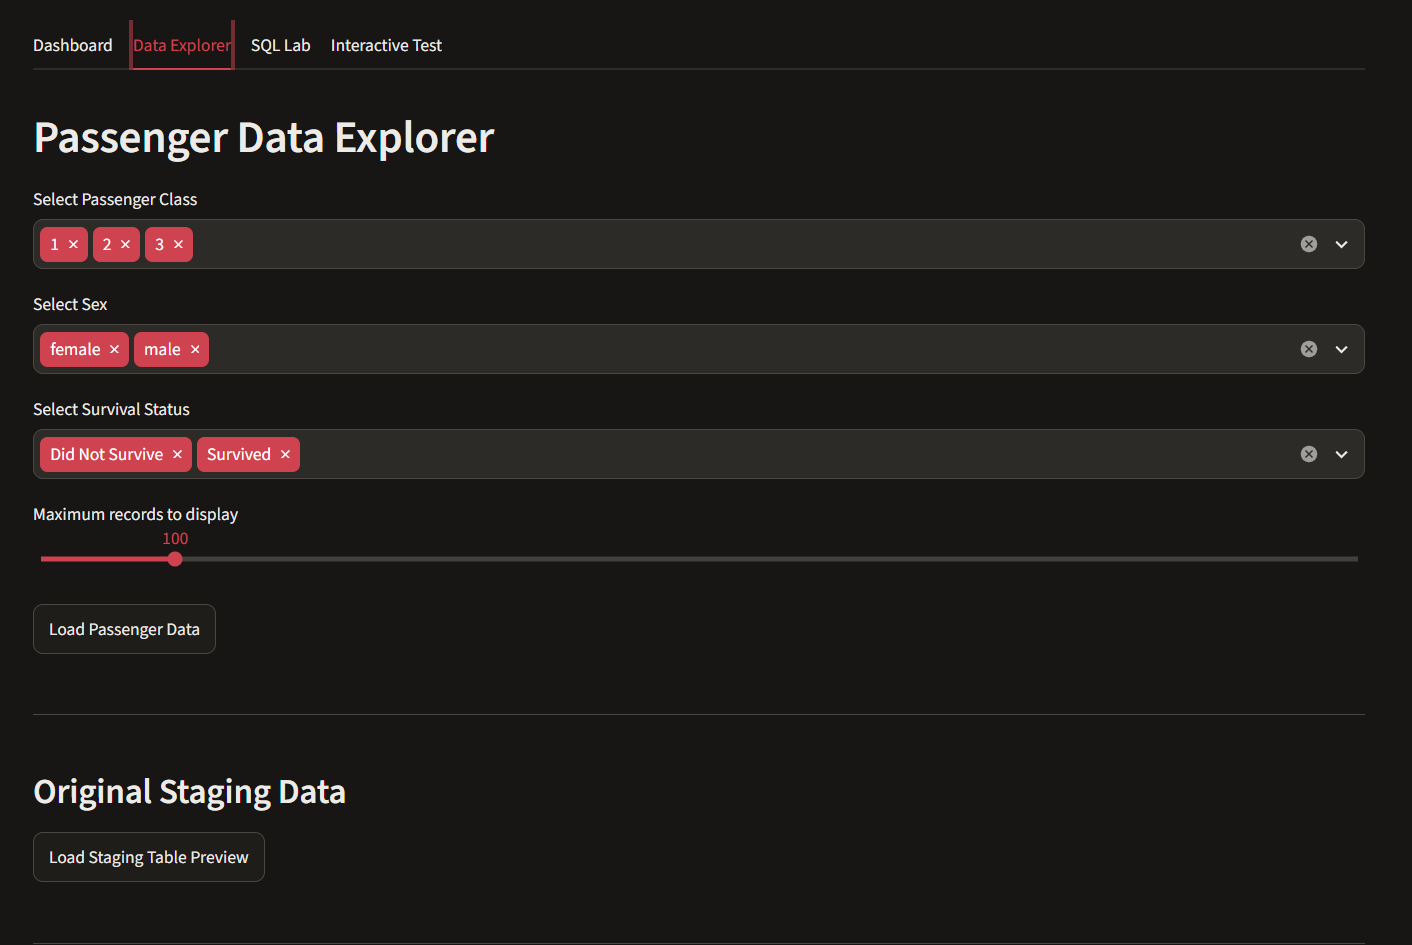 Dashboard Data Explorer SQL Lab Interactive Test
Passenger Data Explorer
Select Passenger Class
1 × 2 × 3 ×
Select Sex
female × male ×
Select Survival Status
Did Not Survive × Survived ×
Maximum records to display
100
Load Passenger Data
Original Staging Data
Load Staging Table Preview